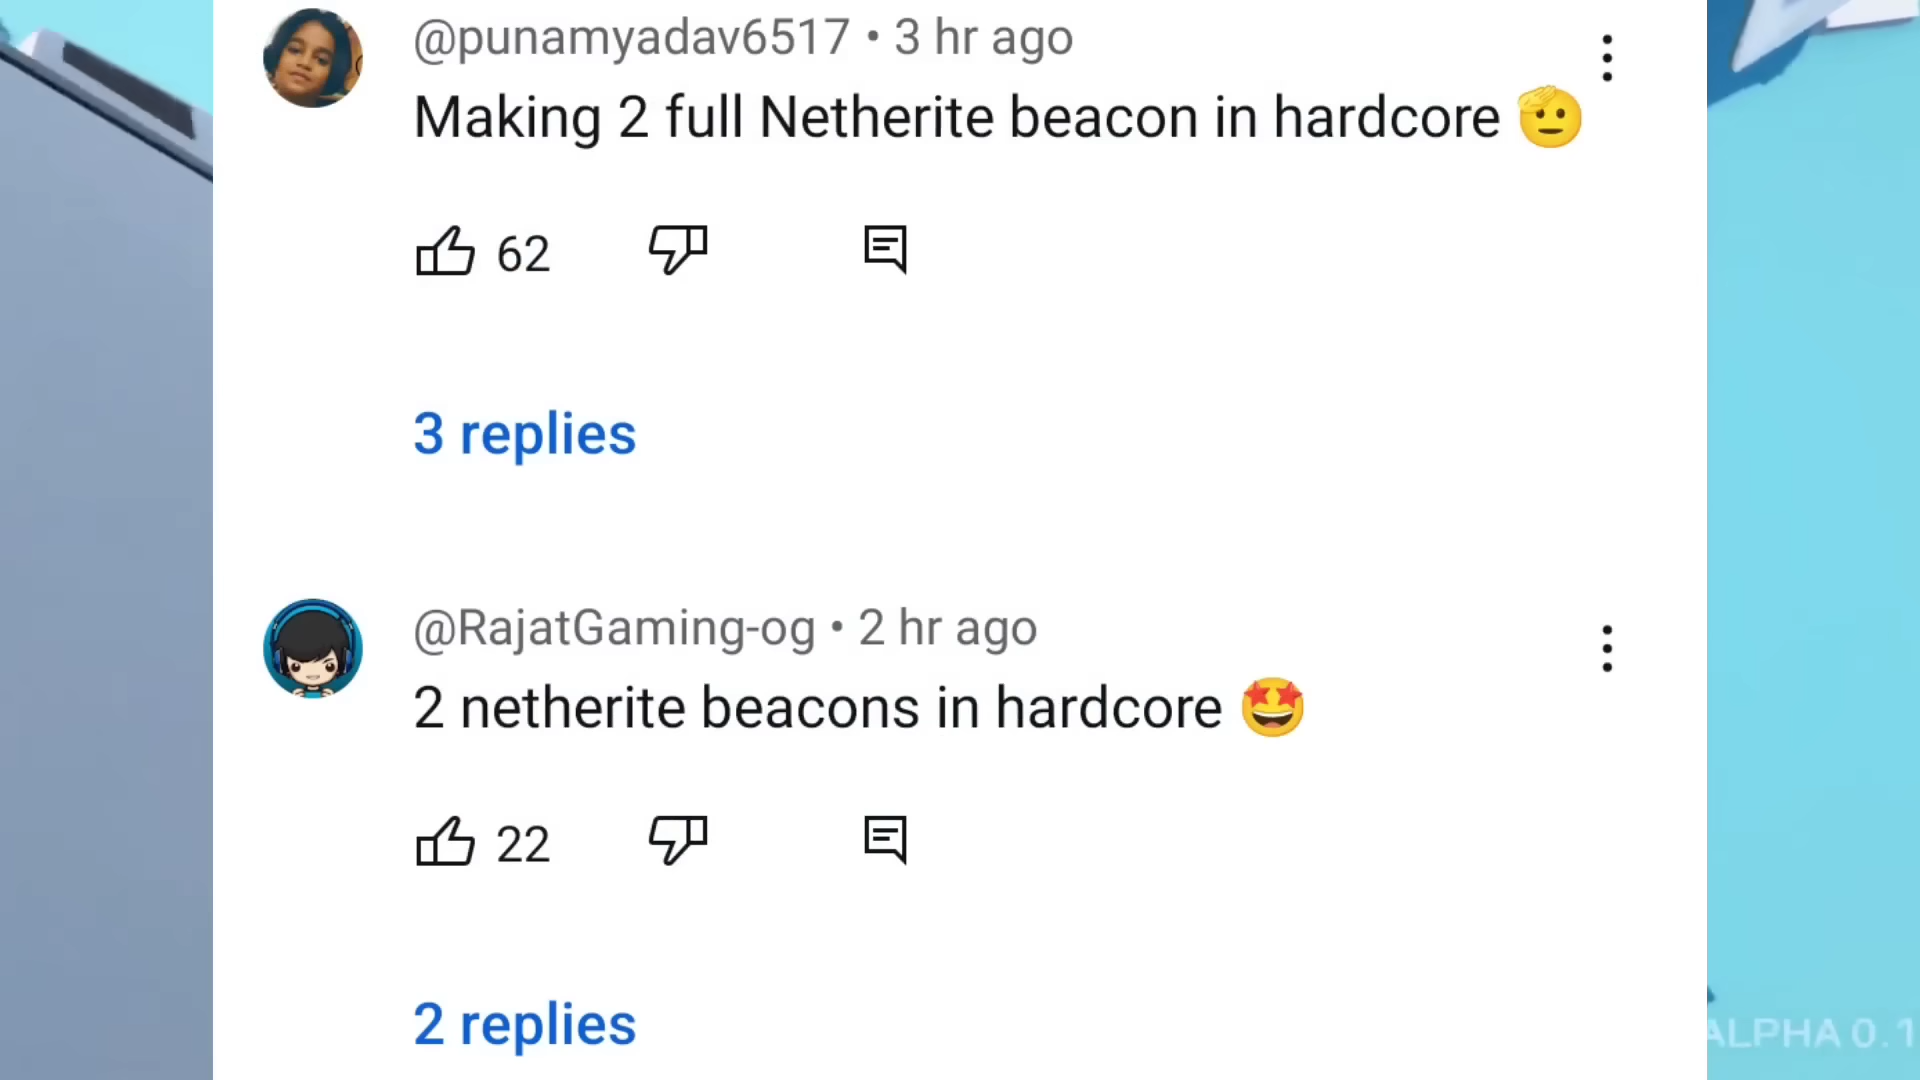 @punamyadav6517 • 3 hr ago
Making 2 full Netherite beacon in hardcore 🫡
62
3 replies
@RajatGaming-og • 2 hr ago
2 netherite beacons in hardcore 🤩
22
2 replies
ALPHA 0.1